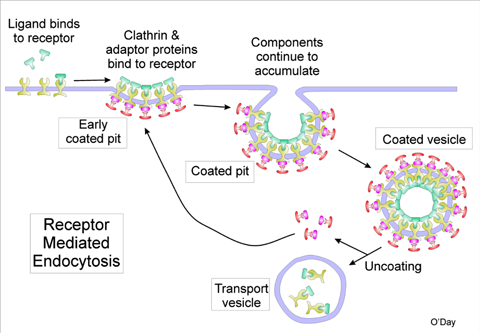 Ligand binds
to receptor
Clathrin &
adaptor proteins
bind to receptor
Components
continue to
accumulate
Early
coated pit
Coated pit
Coated vesicle
Receptor
Mediated
Endocytosis
Transport
vesicle
Uncoating
O'Day